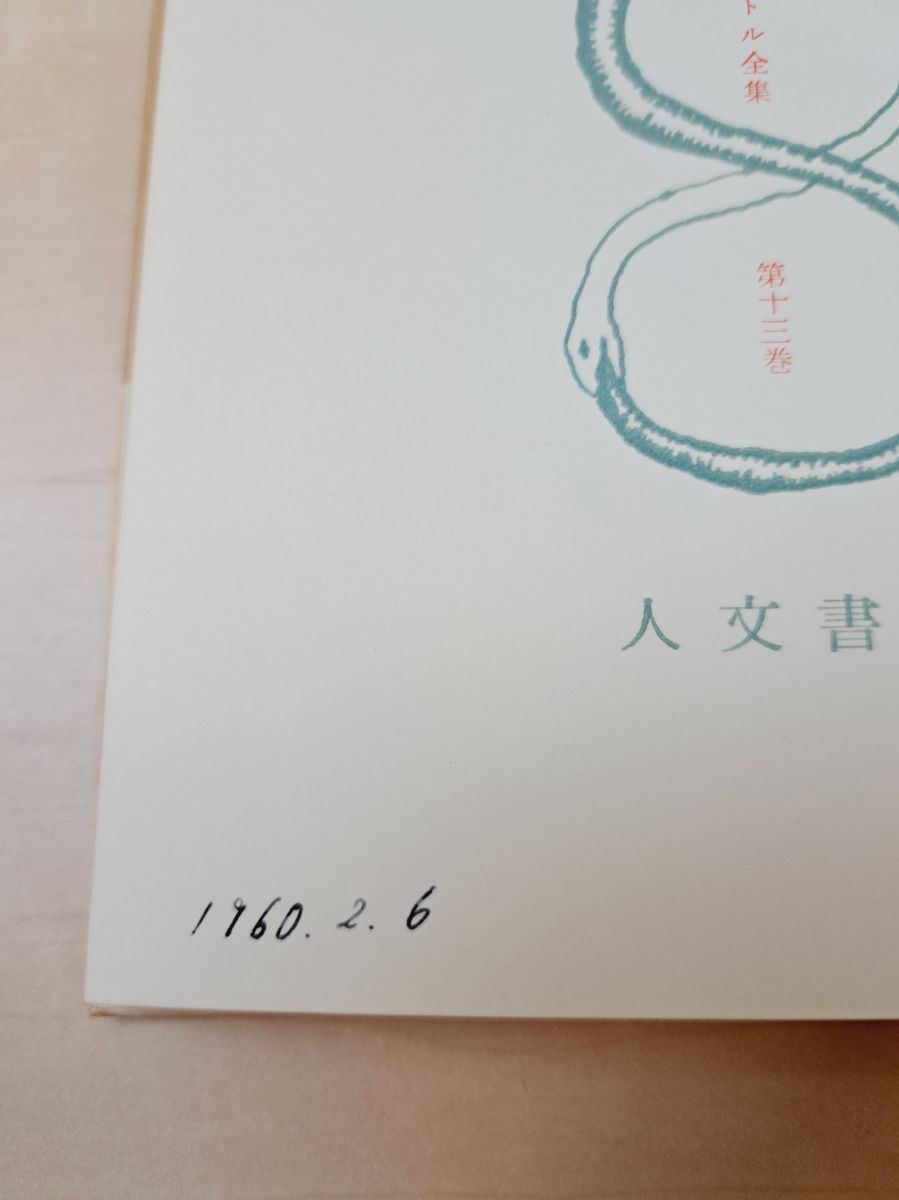 トル全集
第十三巻
人文書
1960. 2. 6